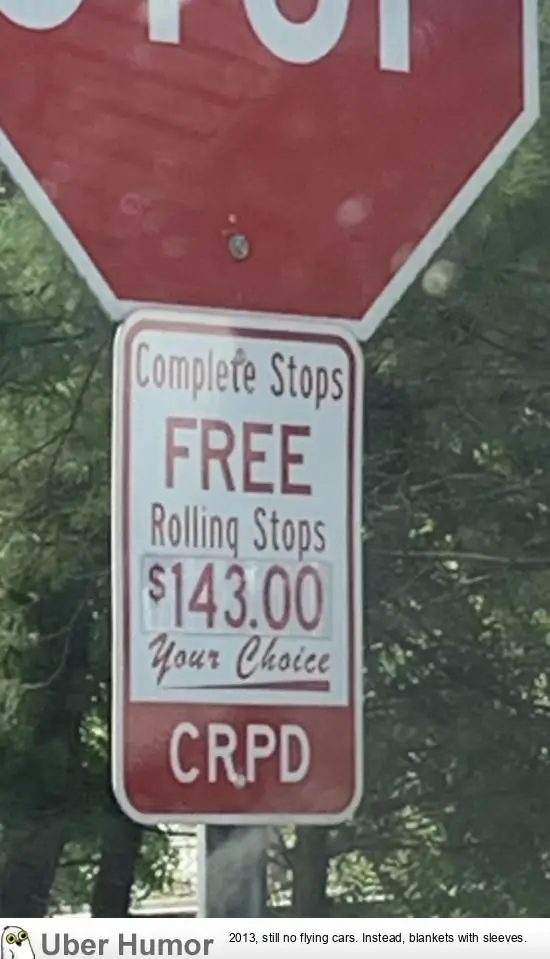 STOP
Complete Stops
FREE
Rolling Stops
$143.00
Your Choice
CRPD
Uber Humor
2013, still no flying cars. Instead, blankets with sleeves.